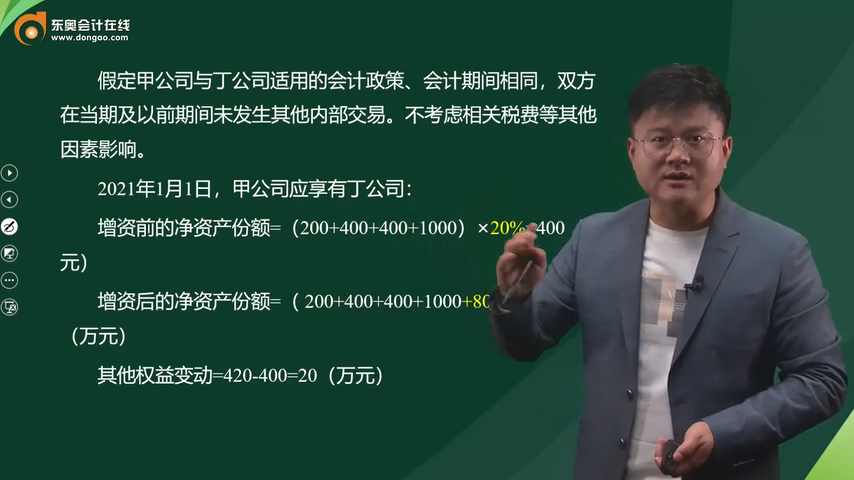 东奥会计在线
www.dongao.com
假定甲公司与丁公司适用的会计政策、会计期间相同，双方
在当期及以前期间未发生其他内部交易。不考虑相关税费等其他
因素影响。
2021年1月1日，甲公司应享有丁公司：
增资前的净资产份额=（200+400+400+1000）×20%=400
元）
增资后的净资产份额=（ 200+400+400+1000+80
（万元）
其他权益变动=420-400=20（万元）